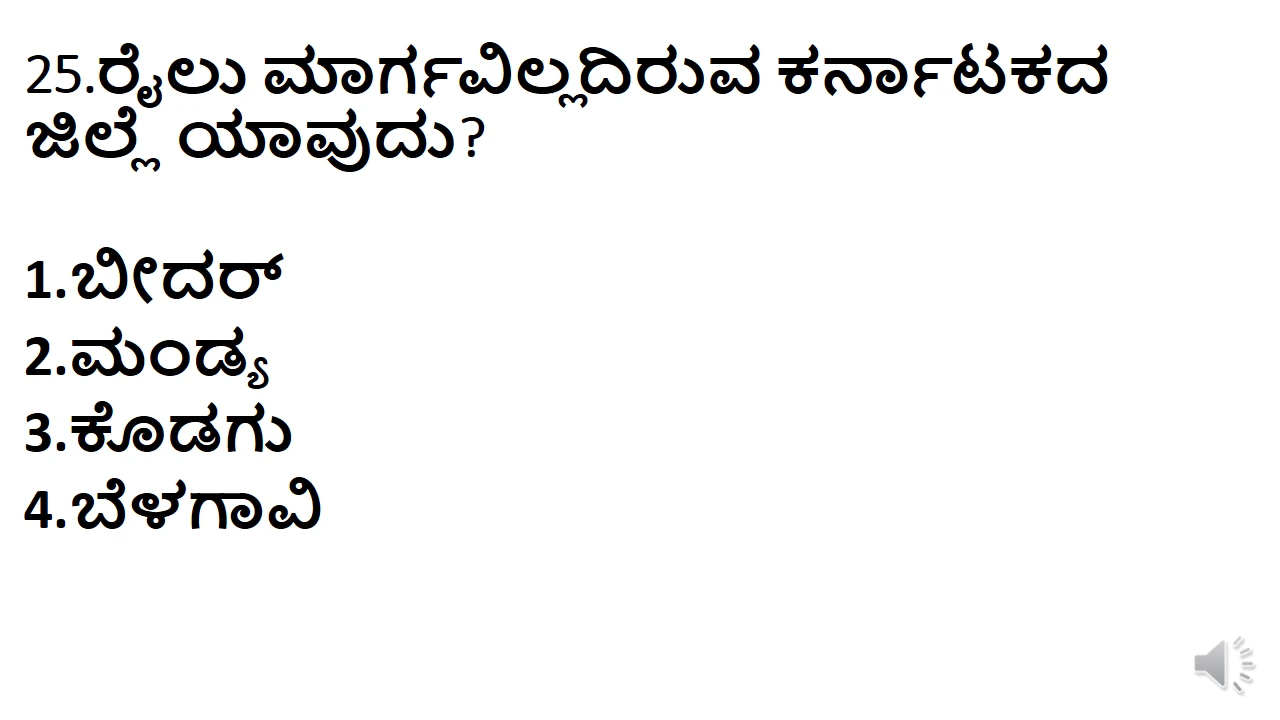 25.ರೈಲು ಮಾರ್ಗವಿಲ್ಲದಿರುವ ಕರ್ನಾಟಕದ
ಜಿಲ್ಲೆ ಯಾವುದು?
1.ಬೀದರ್
2.ಮಂಡ್ಯ
3.ಕೊಡಗು
4.ಬೆಳಗಾವಿ